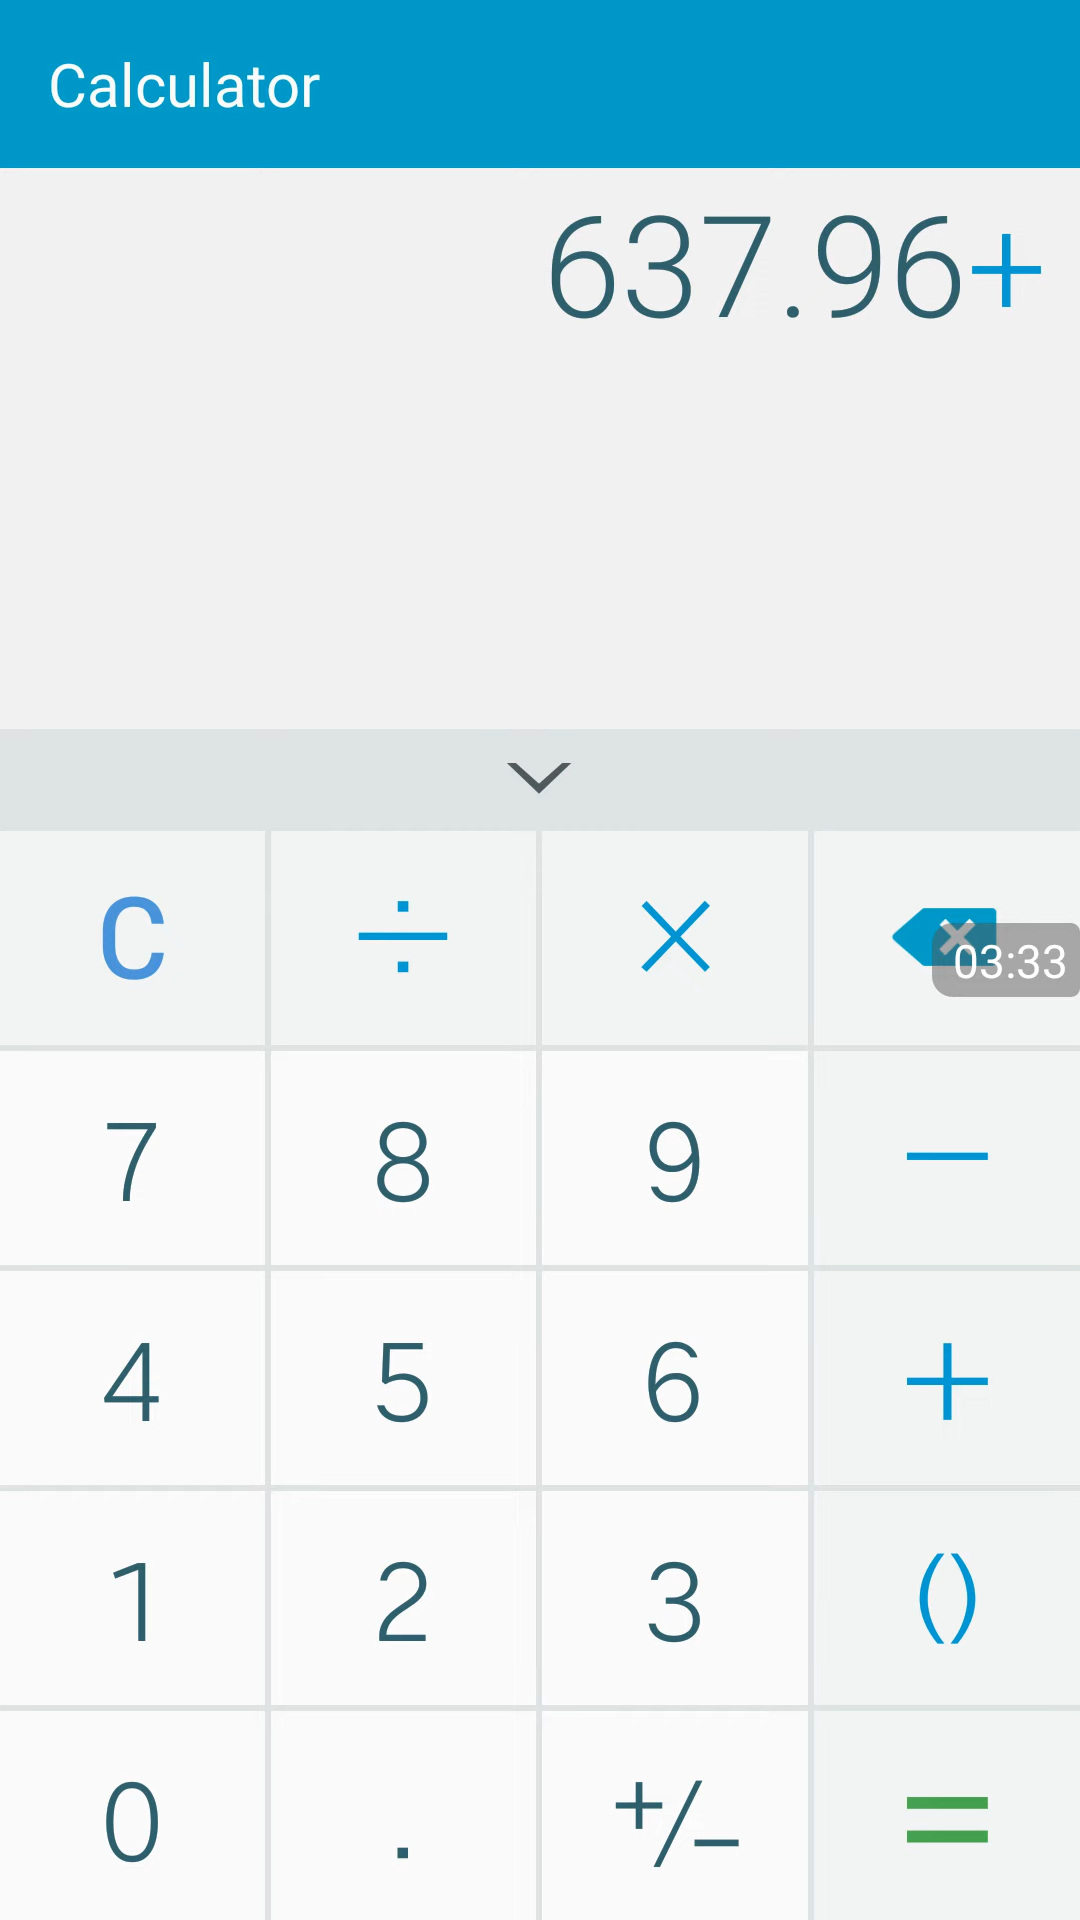 Calculator
637.96+
C ÷ ×
03:33
7 8 9 −
4 5 6 +
1 2 3 ()
0 . +/− =